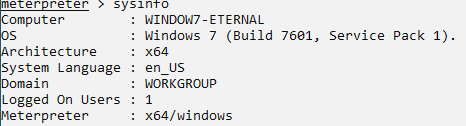 meterpreter > sysinfo
Computer        : WINDOW7-ETERNAL
OS              : Windows 7 (Build 7601, Service Pack 1).
Architecture    : x64
System Language : en_US
Domain          : WORKGROUP
Logged On Users : 1
Meterpreter     : x64/windows